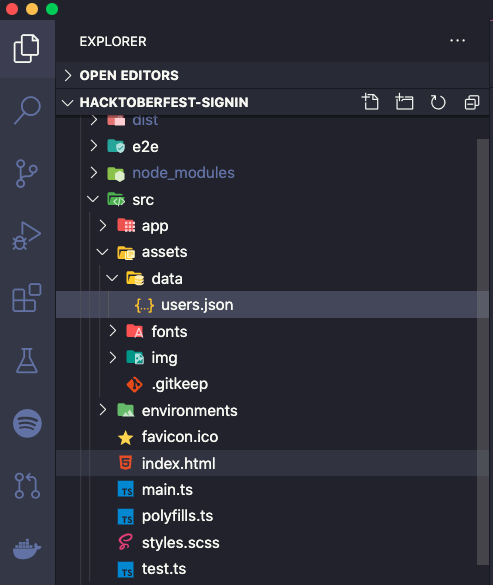 EXPLORER
OPEN EDITORS
HACKTOBERFEST-SIGNIN
dist
e2e
node_modules
src
app
assets
data
{..} users.json
A fonts
img
.gitkeep
environments
favicon.ico
5 index.html
TS main.ts
TS polyfills.ts
styles.scss
TS test.ts